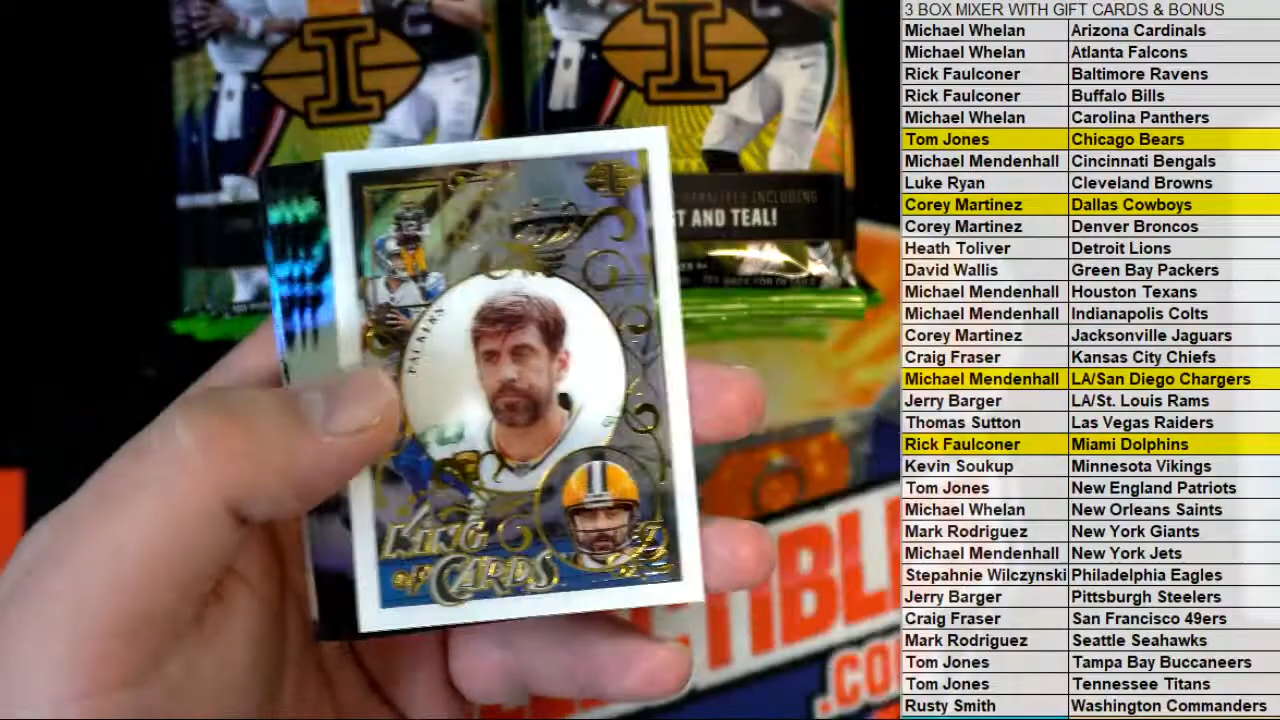 3 BOX MIXER WITH GIFT CARDS & BONUS
Michael Whelan Arizona Cardinals
Michael Whelan Atlanta Falcons
Rick Faulconer Baltimore Ravens
Rick Faulconer Buffalo Bills
Michael Whelan Carolina Panthers
Tom Jones Chicago Bears
Michael Mendenhall Cincinnati Bengals
Luke Ryan Cleveland Browns
Corey Martinez Dallas Cowboys
Corey Martinez Denver Broncos
Heath Toliver Detroit Lions
David Wallis Green Bay Packers
Michael Mendenhall Houston Texans
Michael Mendenhall Indianapolis Colts
Corey Martinez Jacksonville Jaguars
Craig Fraser Kansas City Chiefs
Michael Mendenhall LA/San Diego Chargers
Jerry Barger LA/St. Louis Rams
Thomas Sutton Las Vegas Raiders
Rick Faulconer Miami Dolphins
Kevin Soukup Minnesota Vikings
Tom Jones New England Patriots
Michael Whelan New Orleans Saints
Mark Rodriguez New York Giants
Michael Mendenhall New York Jets
Stepahnie Wilczynski Philadelphia Eagles
Jerry Barger Pittsburgh Steelers
Craig Fraser San Francisco 49ers
Mark Rodriguez Seattle Seahawks
Tom Jones Tampa Bay Buccaneers
Tom Jones Tennessee Titans
Rusty Smith Washington Commanders
I
I
INCLUDING
AND TEAL!
PACKERS
KING
OF CARDS
CTIBLE
.CO